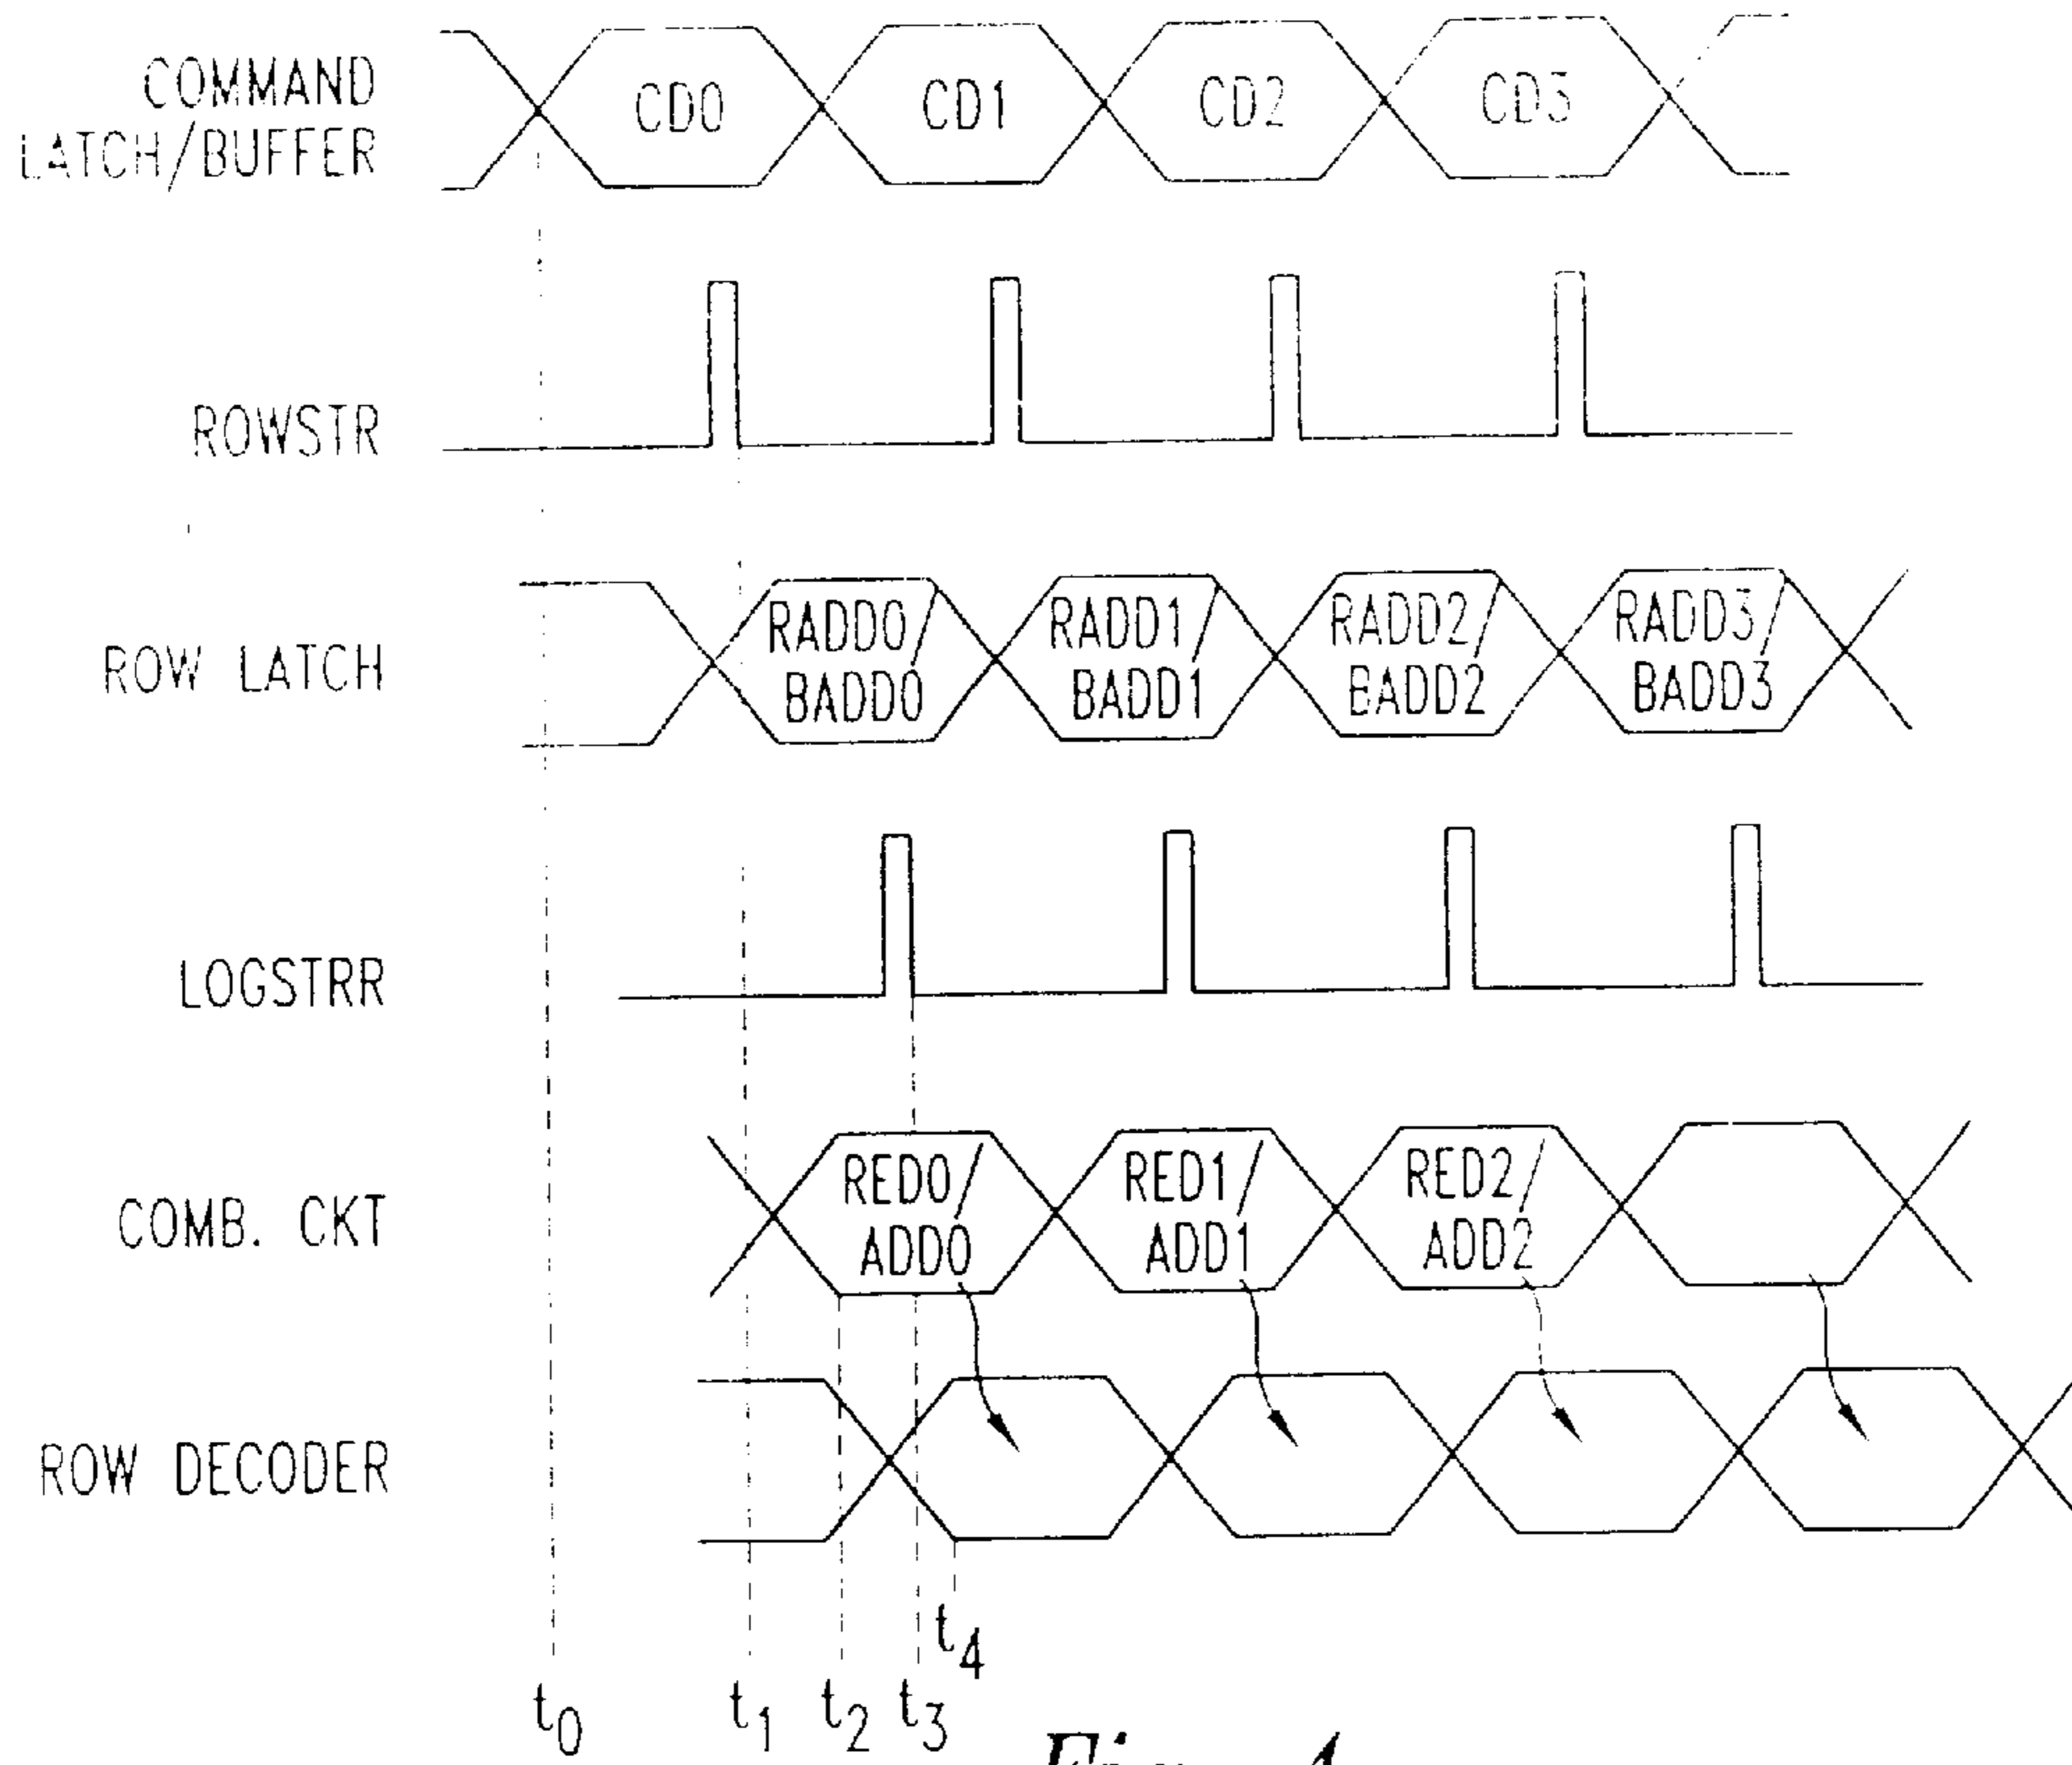 COMMAND
LATCH/BUFFER
CD0 CD1 CD2 CD3
ROWSTR
ROW LATCH
RADD0/ RADD1/ RADD2/ RADD3/
BADD0 BADD1 BADD2 BADD3
LOGSTRR
COMB. CKT
RED0/ RED1/ RED2/
ADD0 ADD1 ADD2
ROW DECODER
t4
t0 t1 t2 t3